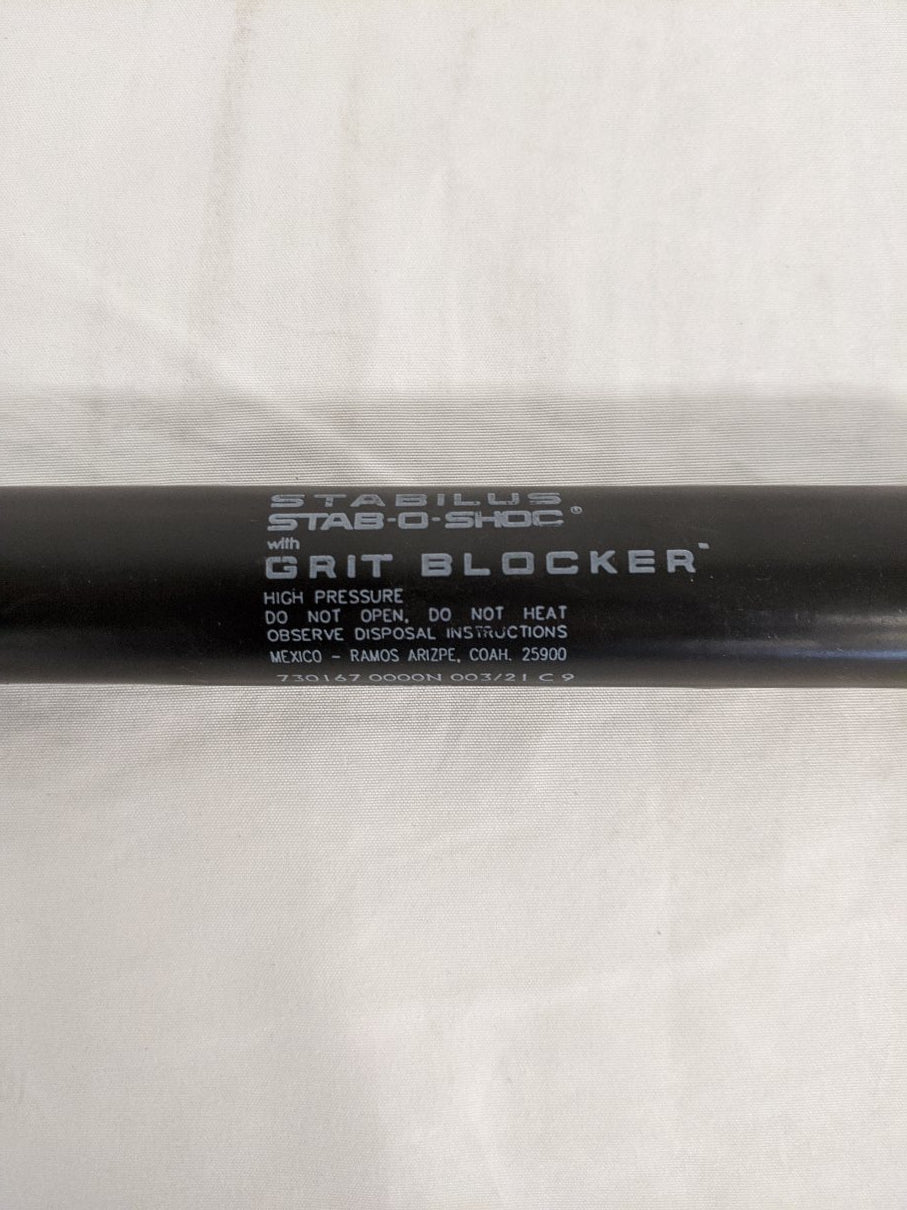 STABILUS
STAB-O-SHOC®
with
GRIT BLOCKER™
HIGH PRESSURE
DO NOT OPEN, DO NOT HEAT
OBSERVE DISPOSAL INSTRUCTIONS
MEXICO - RAMOS ARIZPE, COAH. 25900
730167 0000N 003/21 C 9